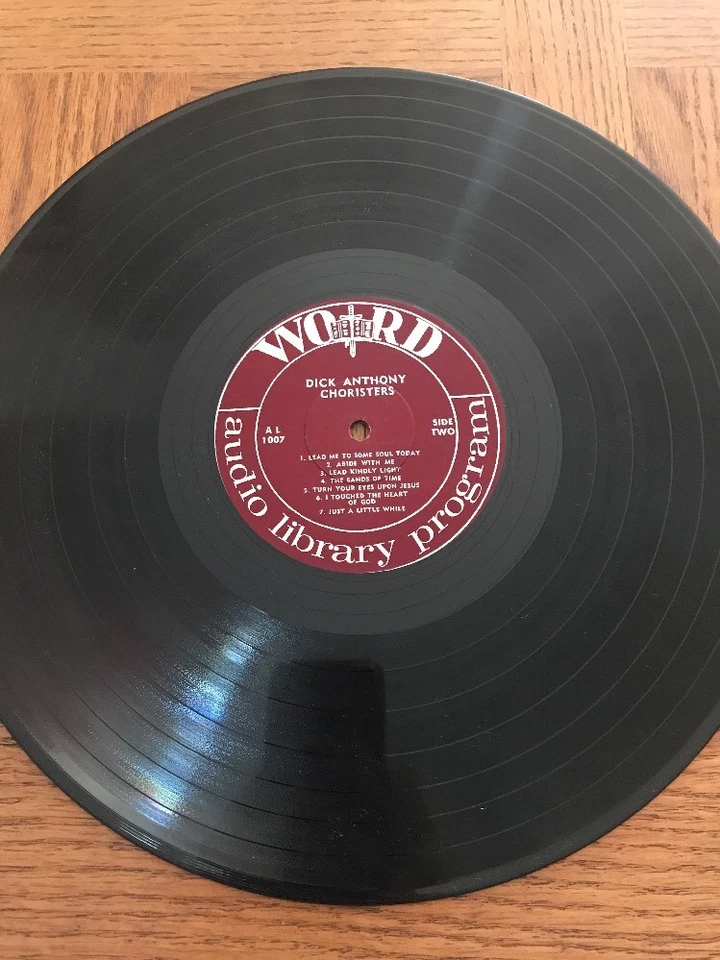 WORD
DICK ANTHONY
CHORISTERS
A L
1007
SIDE
TWO
1. LEAD ME TO SOME SOUL TODAY
2. ABIDE WITH ME
3. LEAD KINDLY LIGHT
4. THE SANDS OF TIME
5. TURN YOUR EYES UPON JESUS
6. I TOUCHED THE HEART
OF GOD
7. JUST A LITTLE WHILE
audio library program